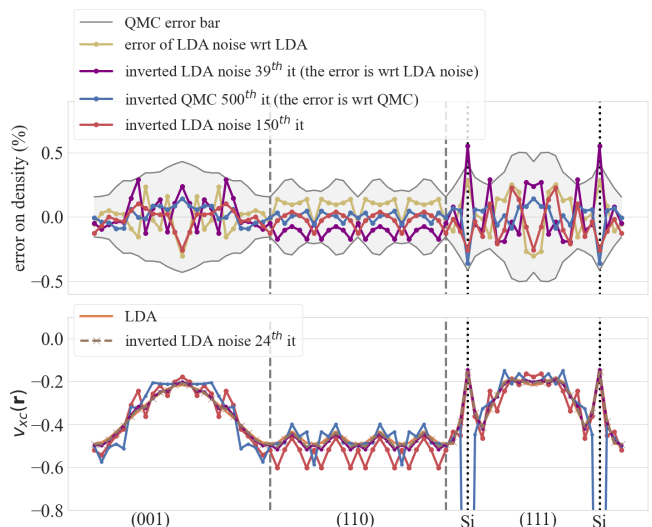 QMC error bar
error of LDA noise wrt LDA
inverted LDA noise 39th it (the error is wrt LDA noise)
inverted QMC 500th it (the error is wrt QMC)
inverted LDA noise 150th it
error on density (%)
0.5
0.0
−0.5
LDA
inverted LDA noise 24th it
vxc(r)
0.0
−0.2
−0.4
−0.6
−0.8
(001)
(110)
Si
(111)
Si